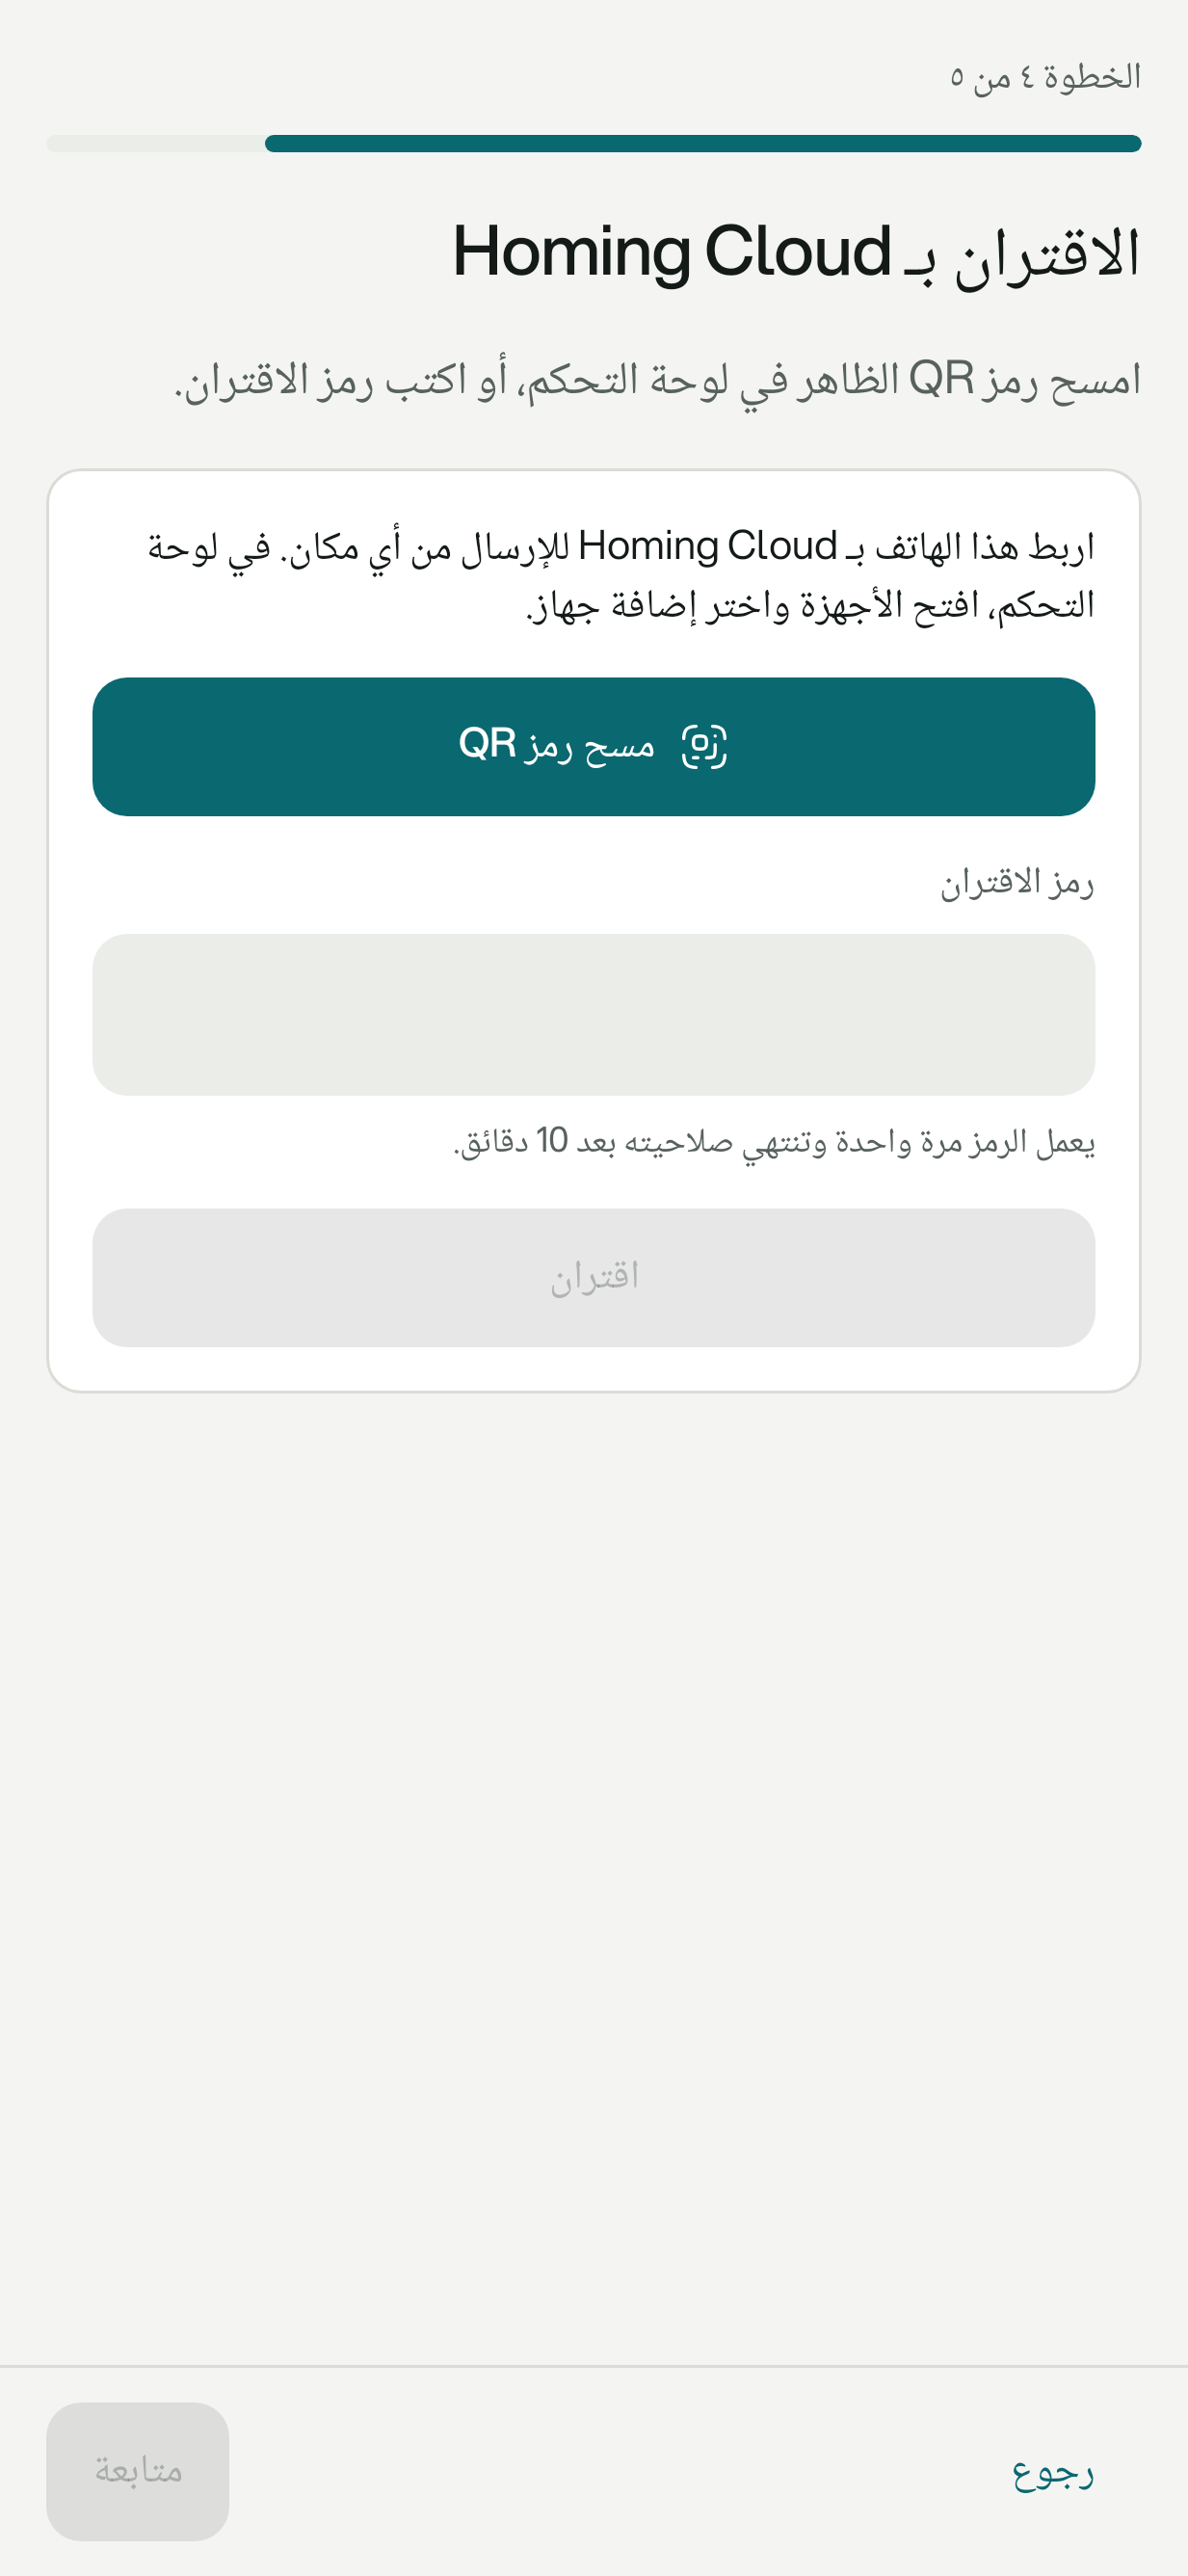 الخطوة ٤ من ٥
الاقتران بـ Homing Cloud
امسح رمز QR الظاهر في لوحة التحكم، أو اكتب رمز الاقتران.
اربط هذا الهاتف بـ Homing Cloud للإرسال من أي مكان. في لوحة
التحكم، افتح الأجهزة واختر إضافة جهاز.
مسح رمز QR
رمز الاقتران
يعمل الرمز مرة واحدة وتنتهي صلاحيته بعد 10 دقائق.
اقتران
رجوع
متابعة